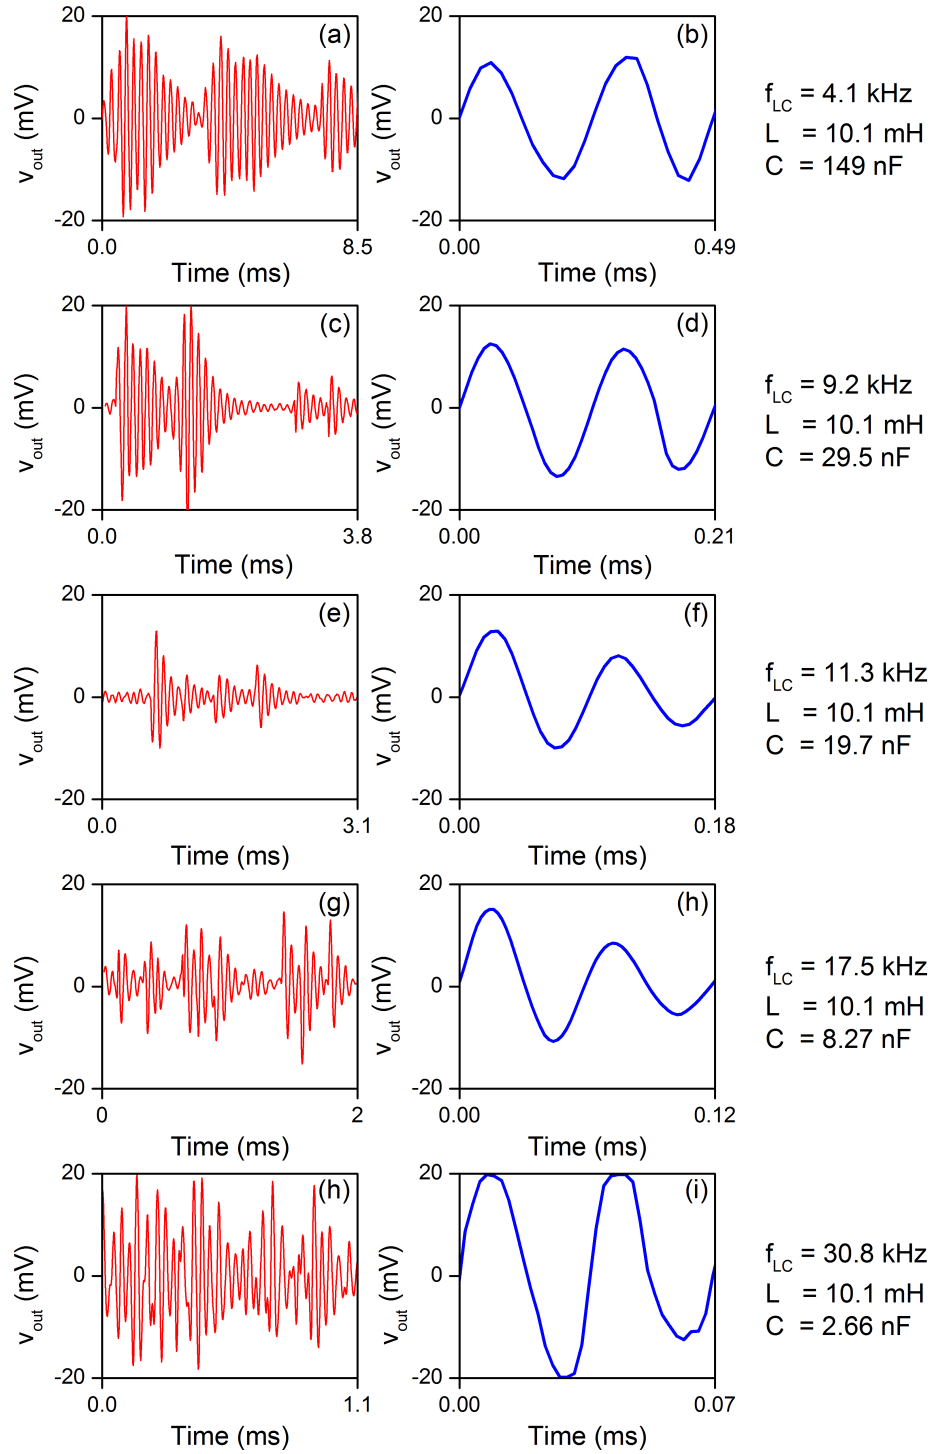 20
(a)
0
-20
v_out (mV)
0.0
8.5
Time (ms)
20
(b)
0
-20
v_out (mV)
0.00
0.49
Time (ms)
f_LC = 4.1 kHz
L = 10.1 mH
C = 149 nF
20
(c)
0
-20
v_out (mV)
0.0
3.8
Time (ms)
20
(d)
0
-20
v_out (mV)
0.00
0.21
Time (ms)
f_LC = 9.2 kHz
L = 10.1 mH
C = 29.5 nF
20
(e)
0
-20
v_out (mV)
0.0
3.1
Time (ms)
20
(f)
0
-20
v_out (mV)
0.00
0.18
Time (ms)
f_LC = 11.3 kHz
L = 10.1 mH
C = 19.7 nF
20
(g)
0
-20
v_out (mV)
0
2
Time (ms)
20
(h)
0
-20
v_out (mV)
0.00
0.12
Time (ms)
f_LC = 17.5 kHz
L = 10.1 mH
C = 8.27 nF
20
(h)
0
-20
v_out (mV)
0.0
1.1
Time (ms)
20
(i)
0
-20
v_out (mV)
0.00
0.07
Time (ms)
f_LC = 30.8 kHz
L = 10.1 mH
C = 2.66 nF